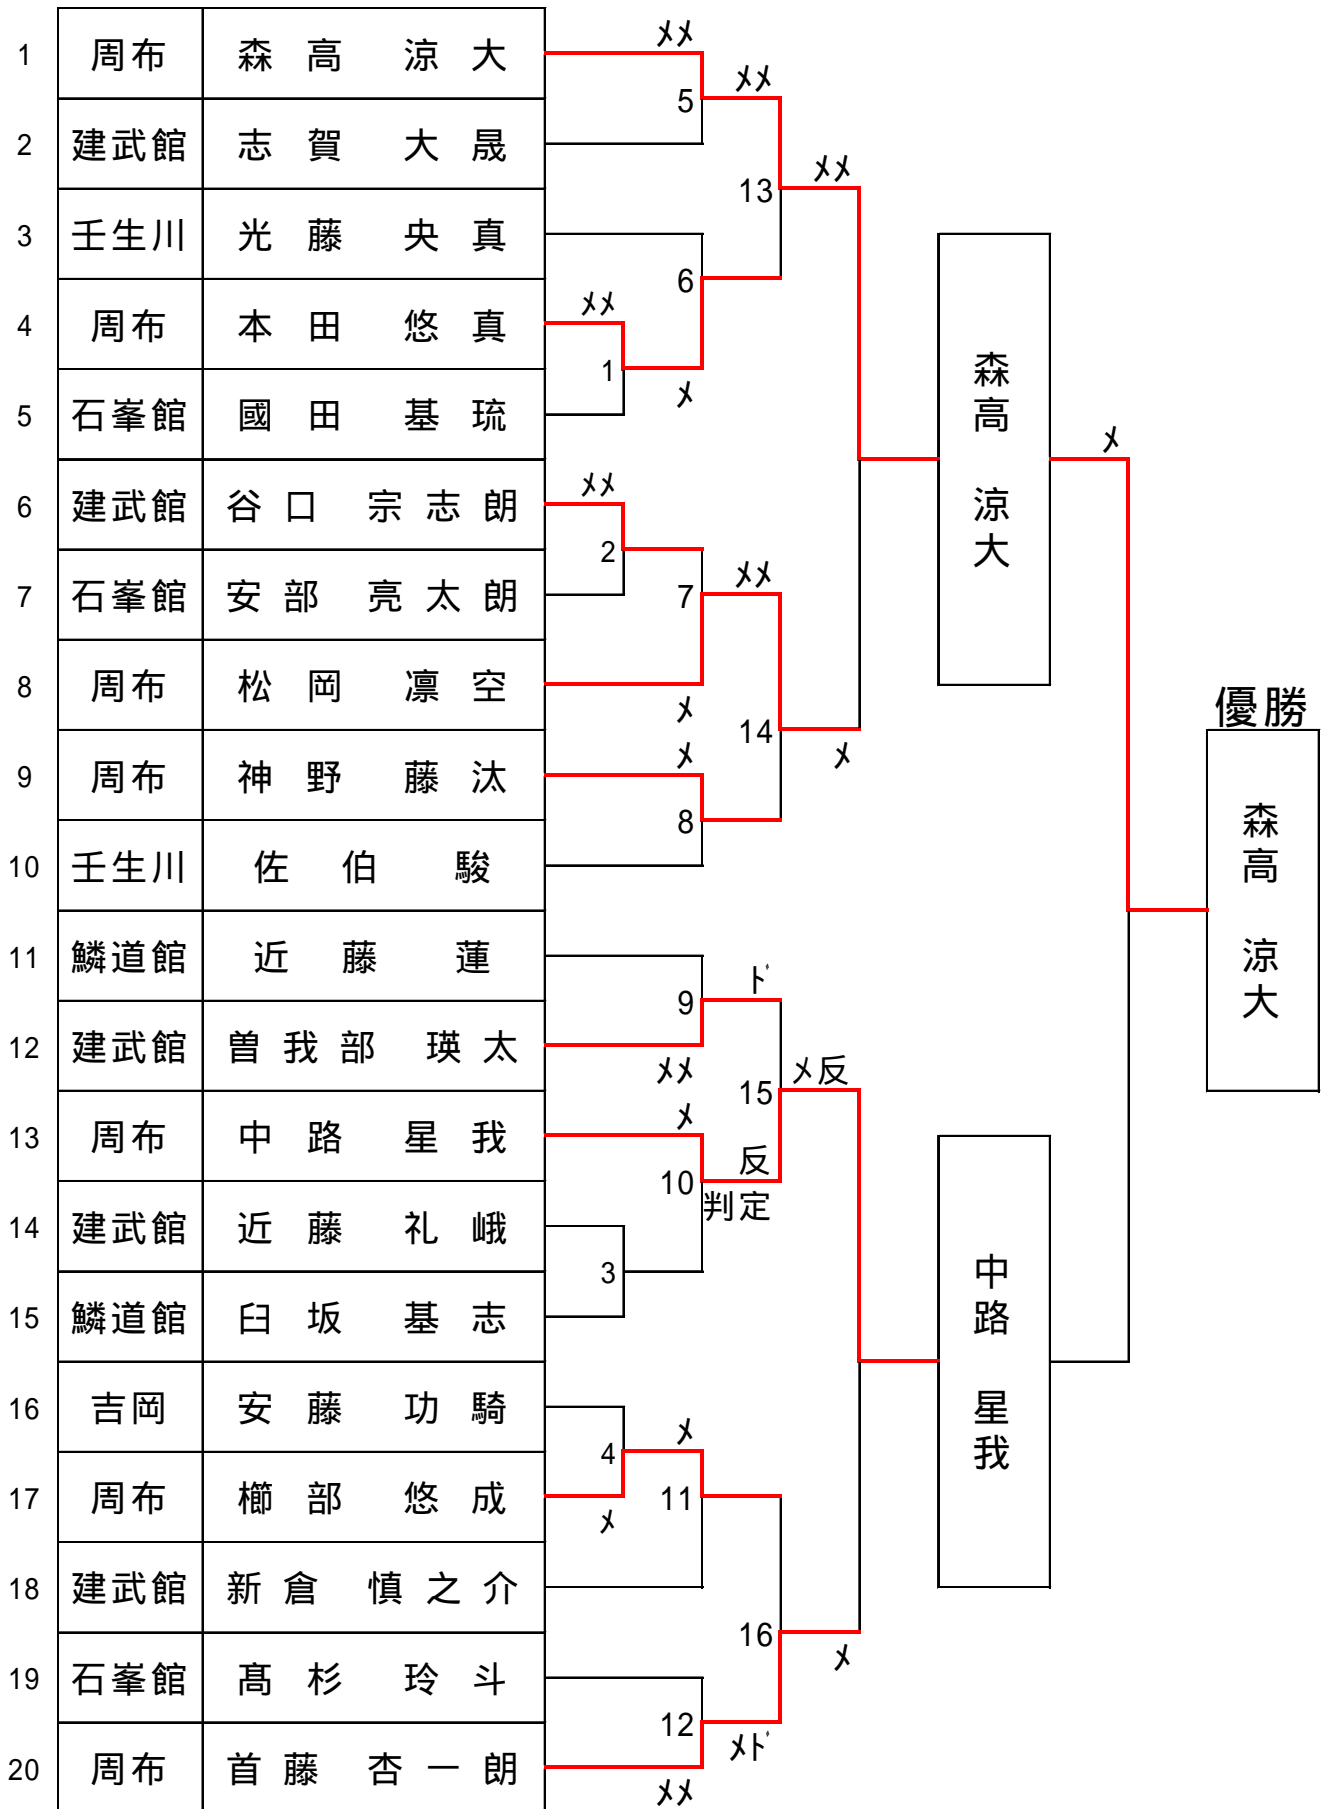 1 周布 森高 涼大
2 建武館 志賀 大晟
3 壬生川 光藤 央真
4 周布 本田 悠真
5 石峯館 國田 基琉
6 建武館 谷口 宗志朗
7 石峯館 安部 亮太朗
8 周布 松岡 凛空
9 周布 神野 藤汰
10 壬生川 佐伯 駿
11 鱗道館 近藤 蓮
12 建武館 曽我部 瑛太
13 周布 中路 星我
14 建武館 近藤 礼峨
15 鱗道館 臼坂 基志
16 吉岡 安藤 功騎
17 周布 櫛部 悠成
18 建武館 新倉 慎之介
19 石峯館 髙杉 玲斗
20 周布 首藤 杏一朗
ﾒﾒ
1
ﾒﾒ
2
3
4
ﾒ
ﾒﾒ
5
6
ﾒ
7
ﾒ
ﾒ
8
9
ﾒﾒ
ﾒ
10
ﾒ
11
12
ﾒﾒ
ﾒﾒ
13
ﾒﾒ
14
ﾄﾞ
15
反
判定
16
ﾒﾄﾞ
ﾒﾒ
ﾒ
ﾒ反
ﾒ
森高 涼大
中路 星我
ﾒ
優勝
森高 涼大